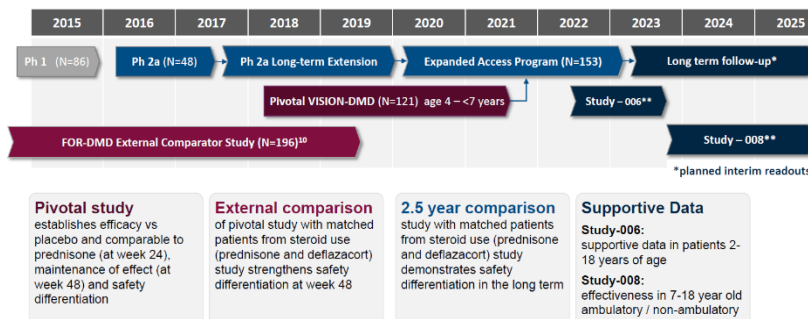 2015 2016 2017 2018 2019 2020 2021 2022 2023 2024 2025
Ph 1 (N=86)
Ph 2a (N=48)
Ph 2a Long-term Extension
Expanded Access Program (N=153)
Long term follow-up*
Pivotal VISION-DMD (N=121) age 4 – <7 years
Study – 006**
FOR-DMD External Comparator Study (N=196)¹⁰
Study – 008**
*planned interim readouts
Pivotal study
establishes efficacy vs
placebo and comparable to
prednisone (at week 24),
maintenance of effect (at
week 48) and safety
differentiation
External comparison
of pivotal study with matched
patients from steroid use
(prednisone and deflazacort)
study strengthens safety
differentiation at week 48
2.5 year comparison
study with matched patients
from steroid use (prednisone
and deflazacort) study
demonstrates safety
differentiation in the long term
Supportive Data
Study-006:
supportive data in patients 2-
18 years of age
Study-008:
effectiveness in 7-18 year old
ambulatory / non-ambulatory